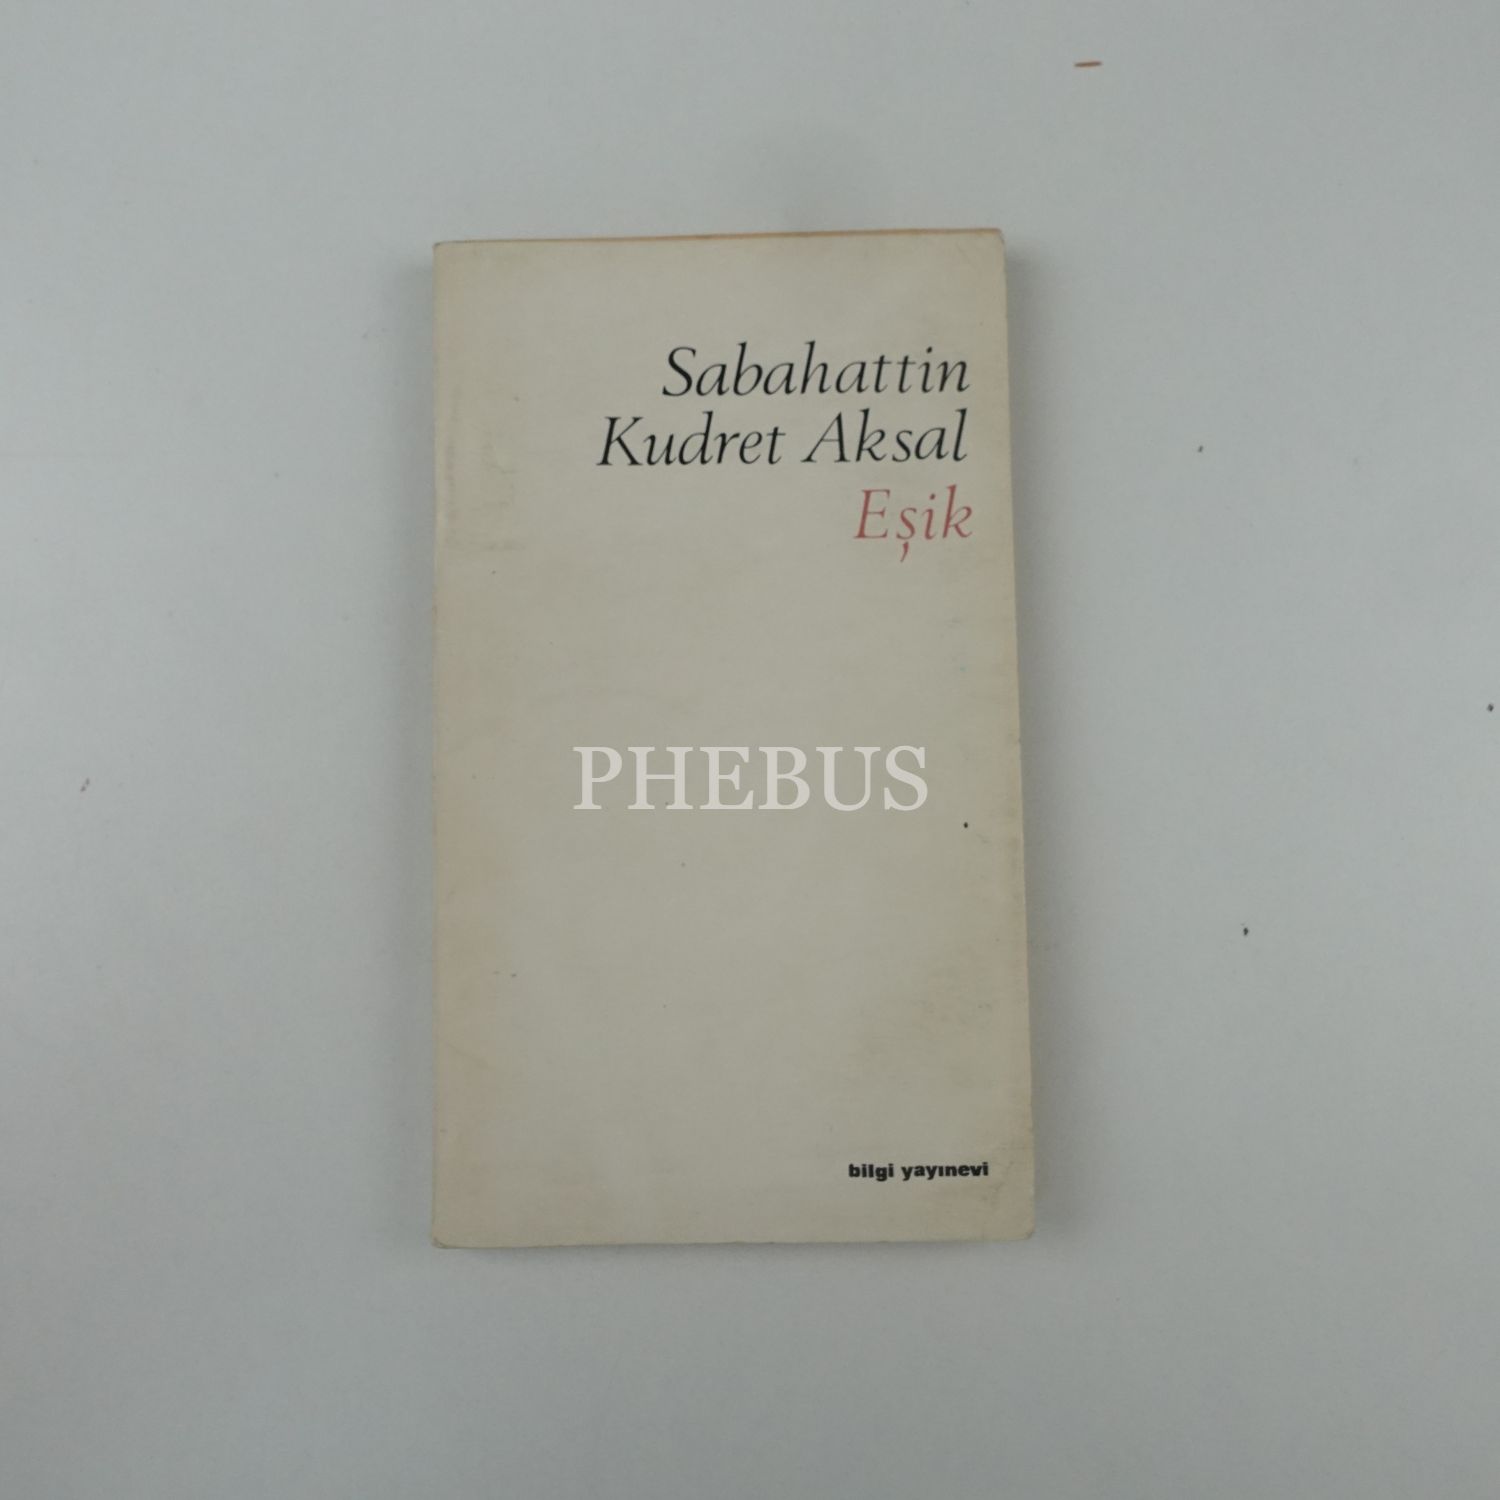 Sabahattin
Kudret Aksal
Eşik
PHEBUS
bilgi yayınevi